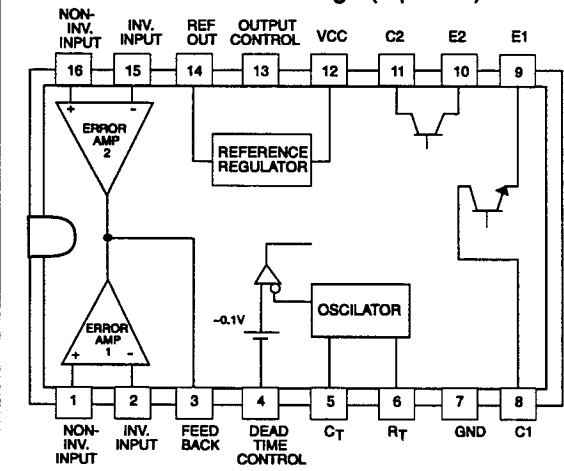 NON-
INV.
INPUT
INV.
INPUT
REF
OUT
OUTPUT
CONTROL
VCC
C2
E2
E1
16
15
14
13
12
11
10
9
+
-
ERROR
AMP
2
REFERENCE
REGULATOR
~0.1V
OSCILATOR
ERROR
AMP
1
+
-
1
2
3
4
5
6
7
8
NON-
INV.
INPUT
INV.
INPUT
FEED
BACK
DEAD
TIME
CONTROL
CT
RT
GND
C1